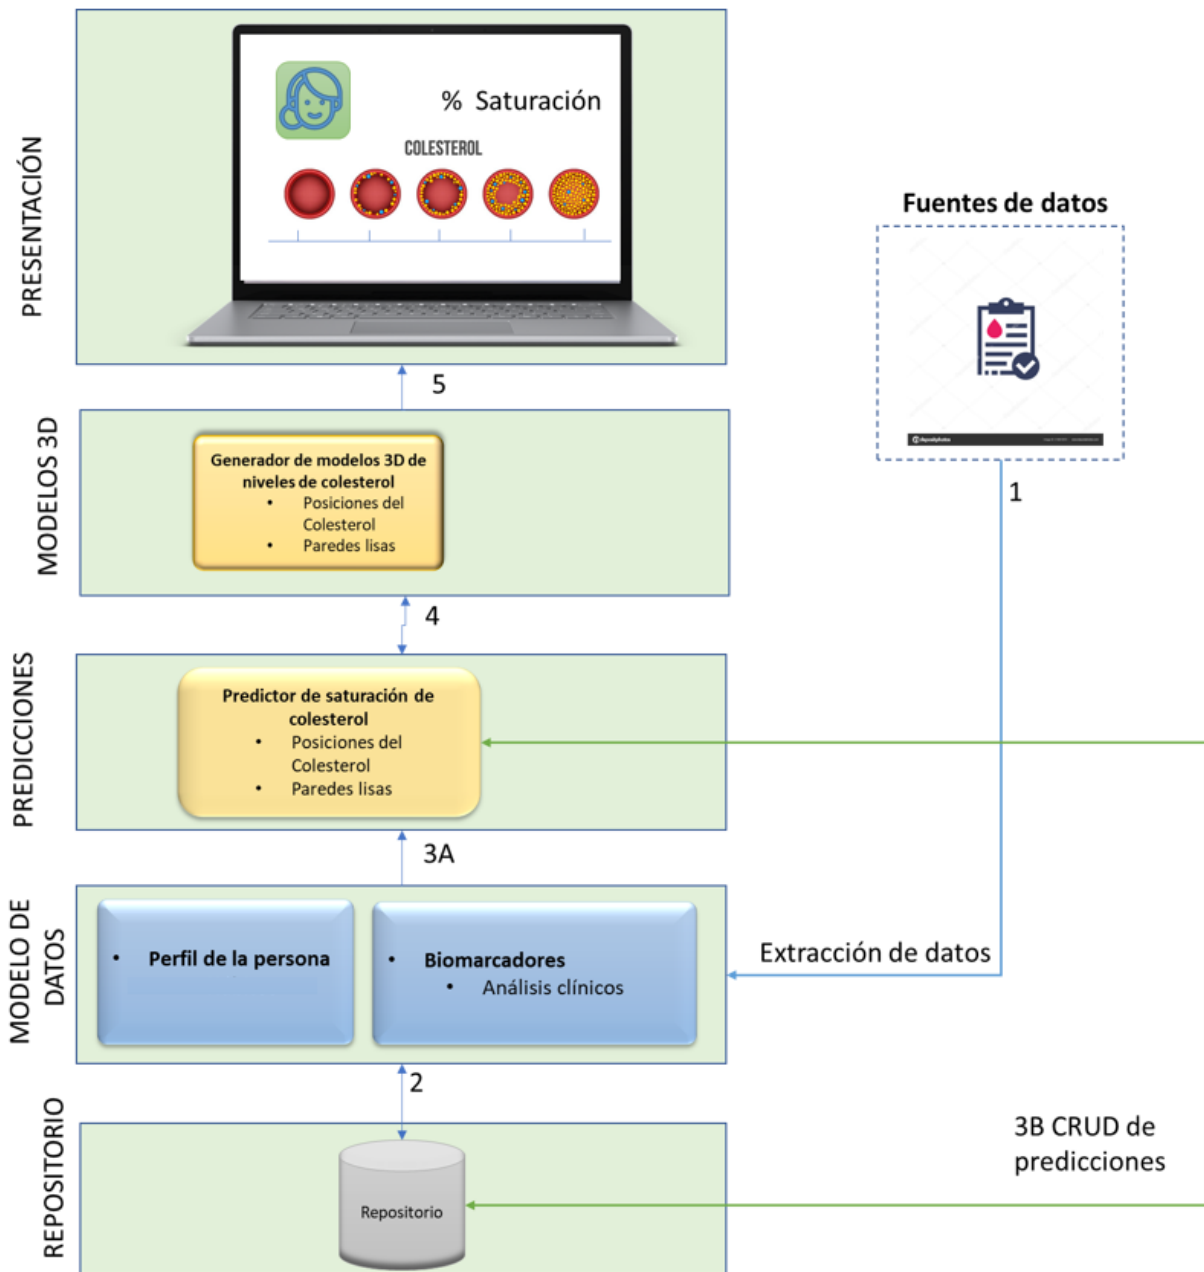 PRESENTACIÓN
% Saturación
COLESTEROL
Fuentes de datos
depositphotos
1
5
MODELOS 3D
Generador de modelos 3D de
niveles de colesterol
• Posiciones del
Colesterol
• Paredes lisas
4
PREDICCIONES
Predictor de saturación de
colesterol
• Posiciones del
Colesterol
• Paredes lisas
3A
MODELO DE
DATOS
• Perfil de la persona
• Biomarcadores
• Análisis clínicos
Extracción de datos
2
REPOSITORIO
Repositorio
3B CRUD de
predicciones